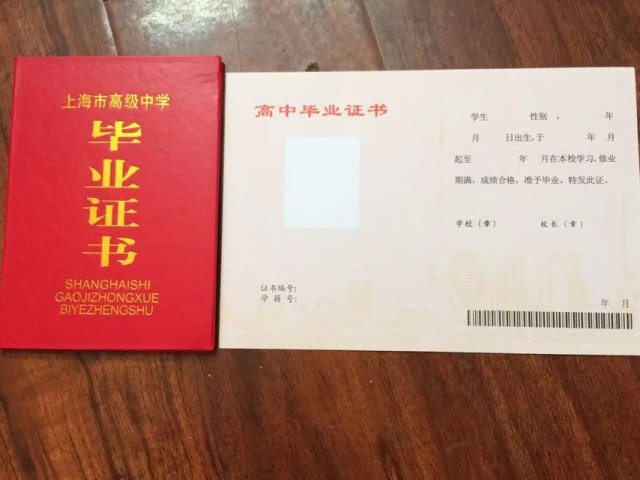 上海市高级中学
毕
业
证
书
SHANGHAISHI
GAOJIZHONGXUE
BIYEZHENGSHU
高中毕业证书
学生 性别 ， 年
月 日出生,于 年 月
起至 年 月在本校学习,修业
期满，成绩合格，准予毕业。特发此证。
学校（章） 校长（章）
证书编号:
学籍号:
年 月